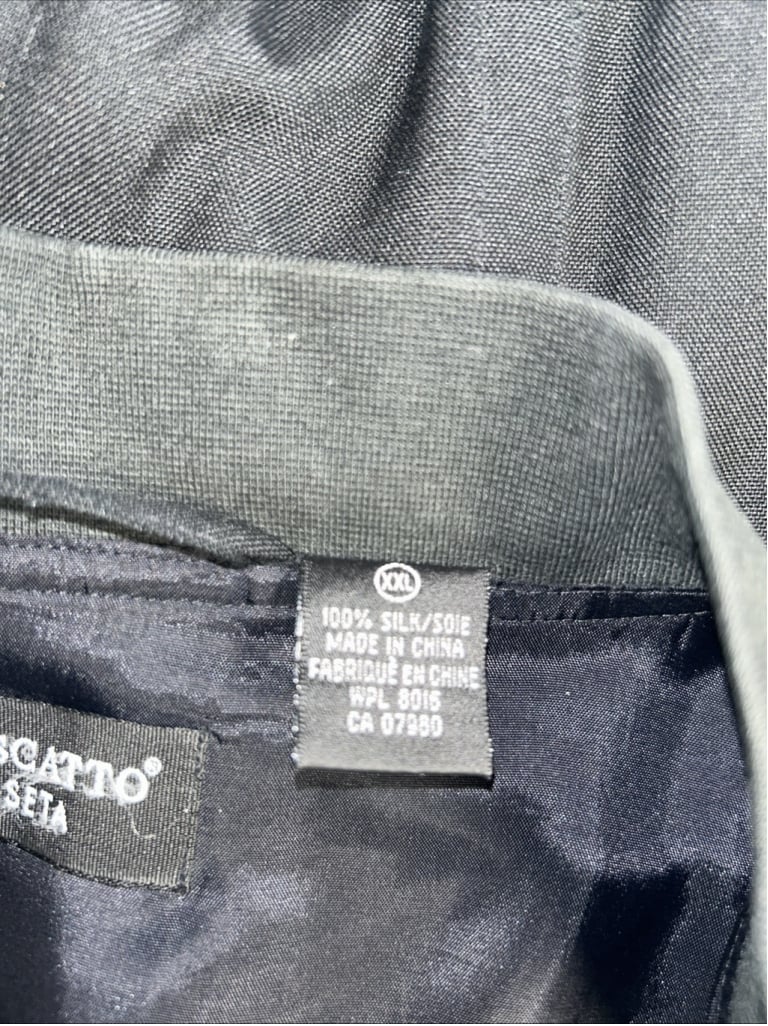 XXL
100% SILK/SOIE
MADE IN CHINA
FABRIQUÉ EN CHINE
WPL 8016
CA 07980
SCATTO®
SETA